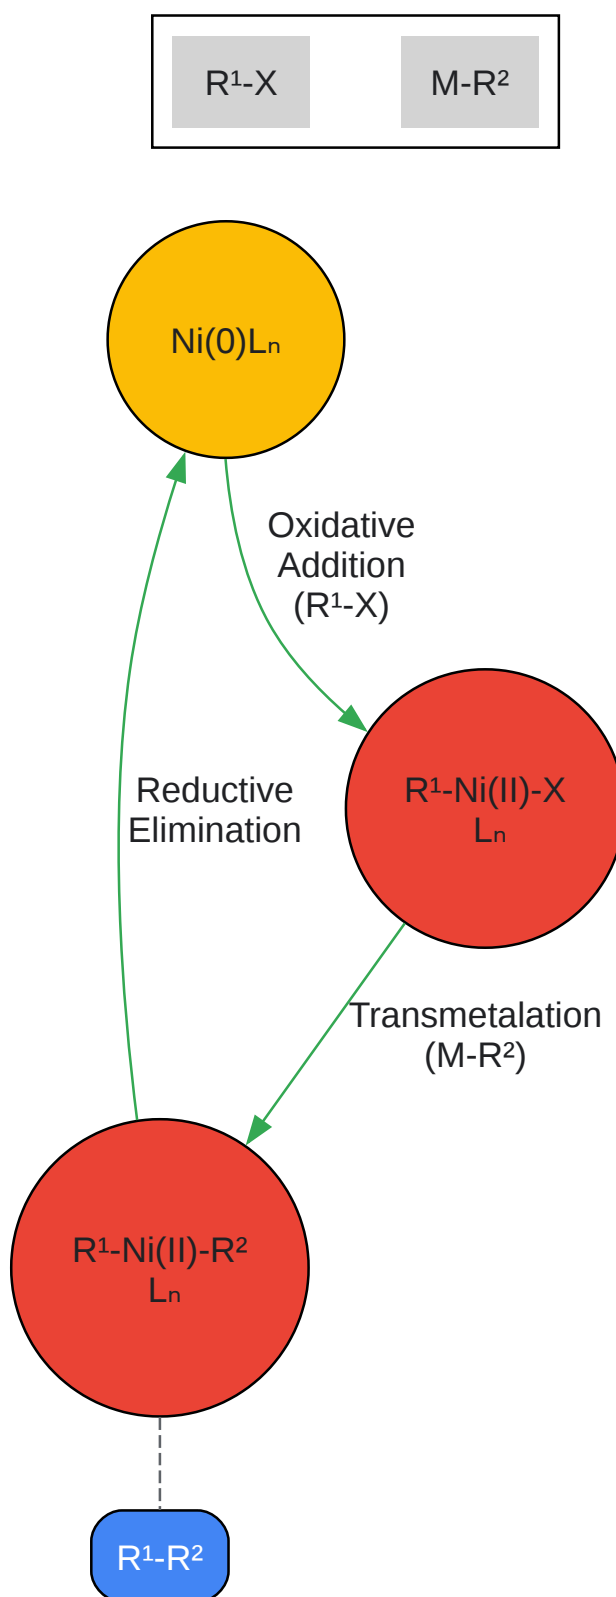 R¹-X
M-R²
Ni(0)Lₙ
Oxidative
Addition
(R¹-X)
R¹-Ni(II)-X
Lₙ
Reductive
Elimination
Transmetalation
(M-R²)
R¹-Ni(II)-R²
Lₙ
R¹-R²